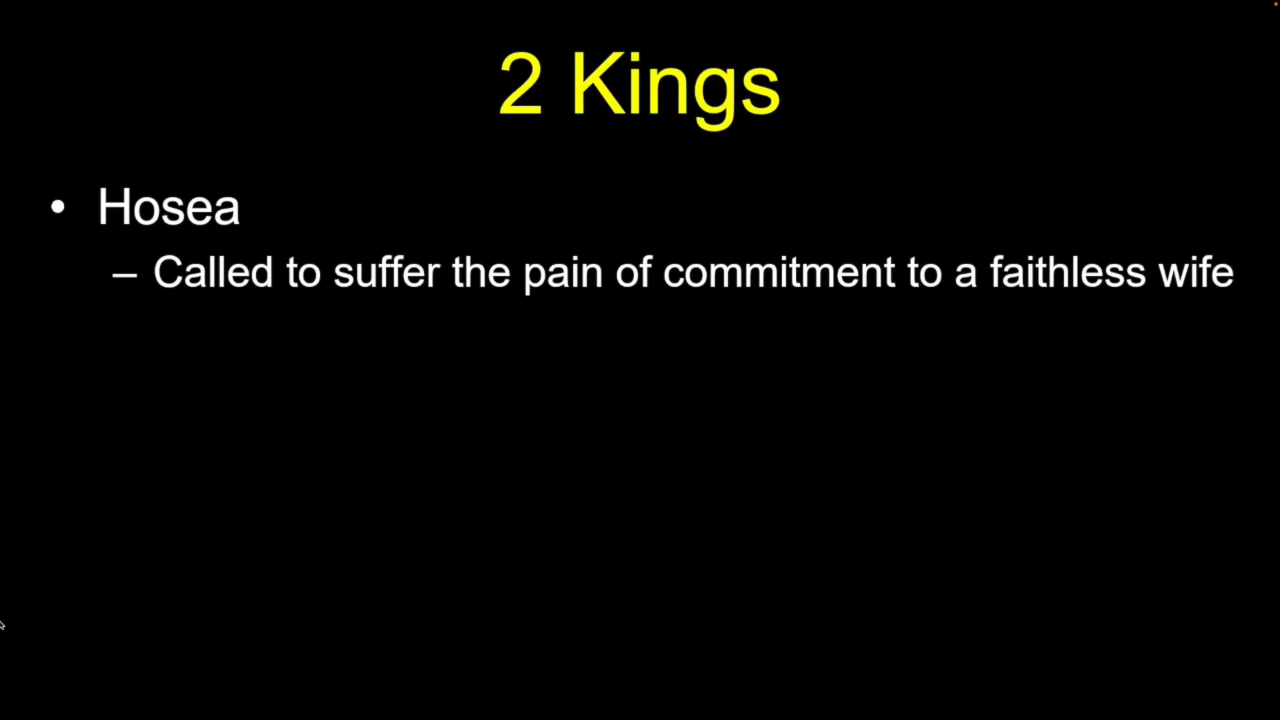 2 Kings
• Hosea
– Called to suffer the pain of commitment to a faithless wife